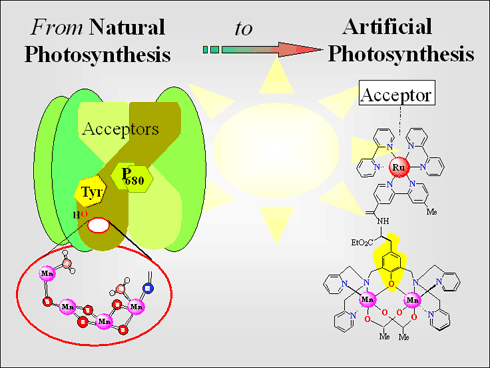 From Natural
Photosynthesis
to
Artificial
Photosynthesis
Acceptors
P680
Tyr
HO
Mn
Mn
Mn
Mn
H
H
O
H
H
O
O
O
O
O
O
N
Acceptor
N
N
N
N
Ru
N
N
Me
O
NH
EtO2C
O
N
N
N
N
Mn
Mn
N
N
O
O
O
O
Me
Me